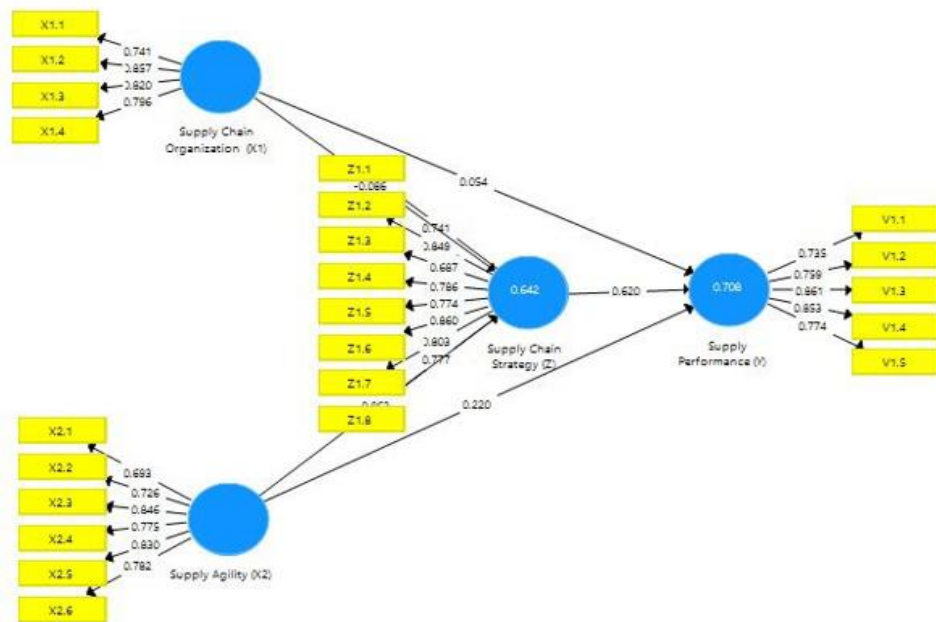 X1.1
X1.2
X1.3
X1.4
0.741
0.857
0.820
0.796
Supply Chain
Organization (X1)
Z1.1
Z1.2
Z1.3
Z1.4
Z1.5
Z1.6
Z1.7
Z1.8
-0.086
0.741
0.849
0.687
0.786
0.774
0.860
0.803
0.777
0.054
0.642
Supply Chain
Strategy (Z)
0.620
0.708
Supply
Performance (Y)
0.735
0.759
0.861
0.853
0.774
V1.1
V1.2
V1.3
V1.4
V1.5
0.220
X2.1
X2.2
X2.3
X2.4
X2.5
X2.6
0.693
0.726
0.846
0.775
0.830
0.782
Supply Agility (X2)